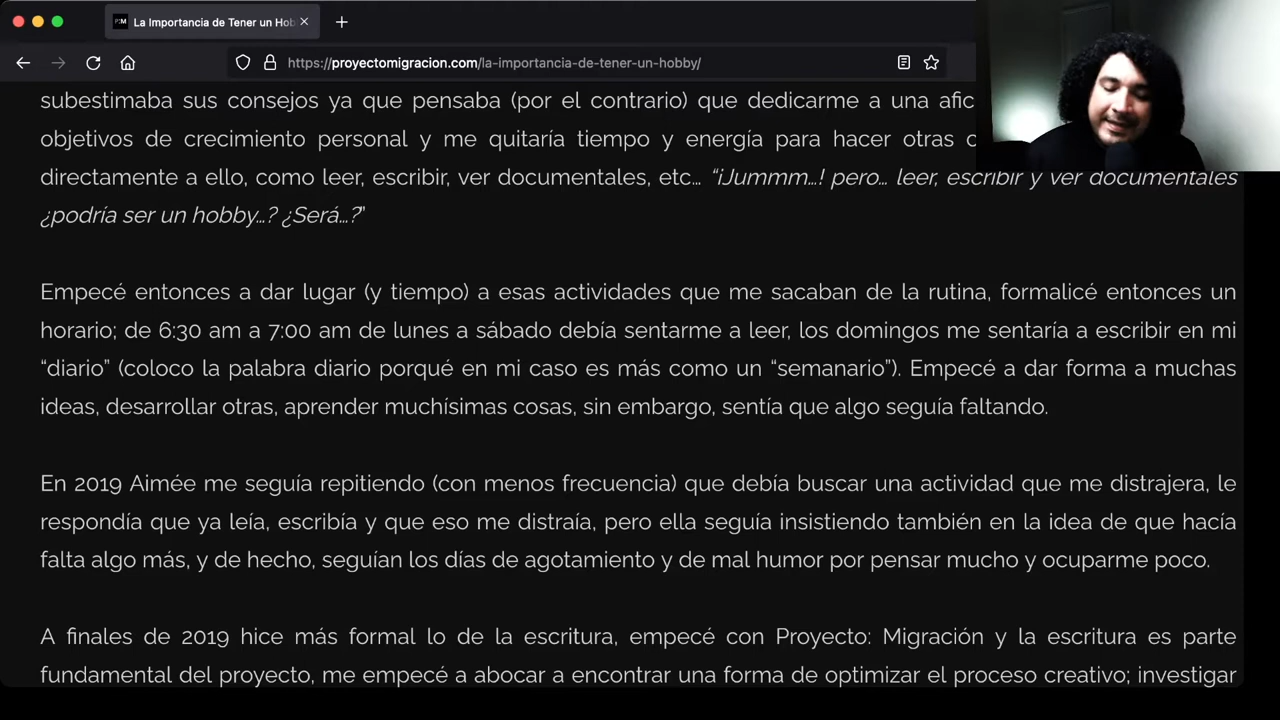 La Importancia de Tener un Hobb
https://proyectomigracion.com/la-importancia-de-tener-un-hobby/
subestimaba sus consejos ya que pensaba (por el contrario) que dedicarme a una afic
objetivos de crecimiento personal y me quitaría tiempo y energía para hacer otras
directamente a ello, como leer, escribir, ver documentales, etc… “¡Jummm…! pero… leer, escribir y ver documentales
¿podría ser un hobby…? ¿Será…?”
Empecé entonces a dar lugar (y tiempo) a esas actividades que me sacaban de la rutina, formalicé entonces un
horario; de 6:30 am a 7:00 am de lunes a sábado debía sentarme a leer, los domingos me sentaría a escribir en mi
“diario” (coloco la palabra diario porqué en mi caso es más como un “semanario”). Empecé a dar forma a muchas
ideas, desarrollar otras, aprender muchísimas cosas, sin embargo, sentía que algo seguía faltando.
En 2019 Aimée me seguía repitiendo (con menos frecuencia) que debía buscar una actividad que me distrajera, le
respondía que ya leía, escribía y que eso me distraía, pero ella seguía insistiendo también en la idea de que hacía
falta algo más, y de hecho, seguían los días de agotamiento y de mal humor por pensar mucho y ocuparme poco.
A finales de 2019 hice más formal lo de la escritura, empecé con Proyecto: Migración y la escritura es parte
fundamental del proyecto, me empecé a abocar a encontrar una forma de optimizar el proceso creativo; investigar